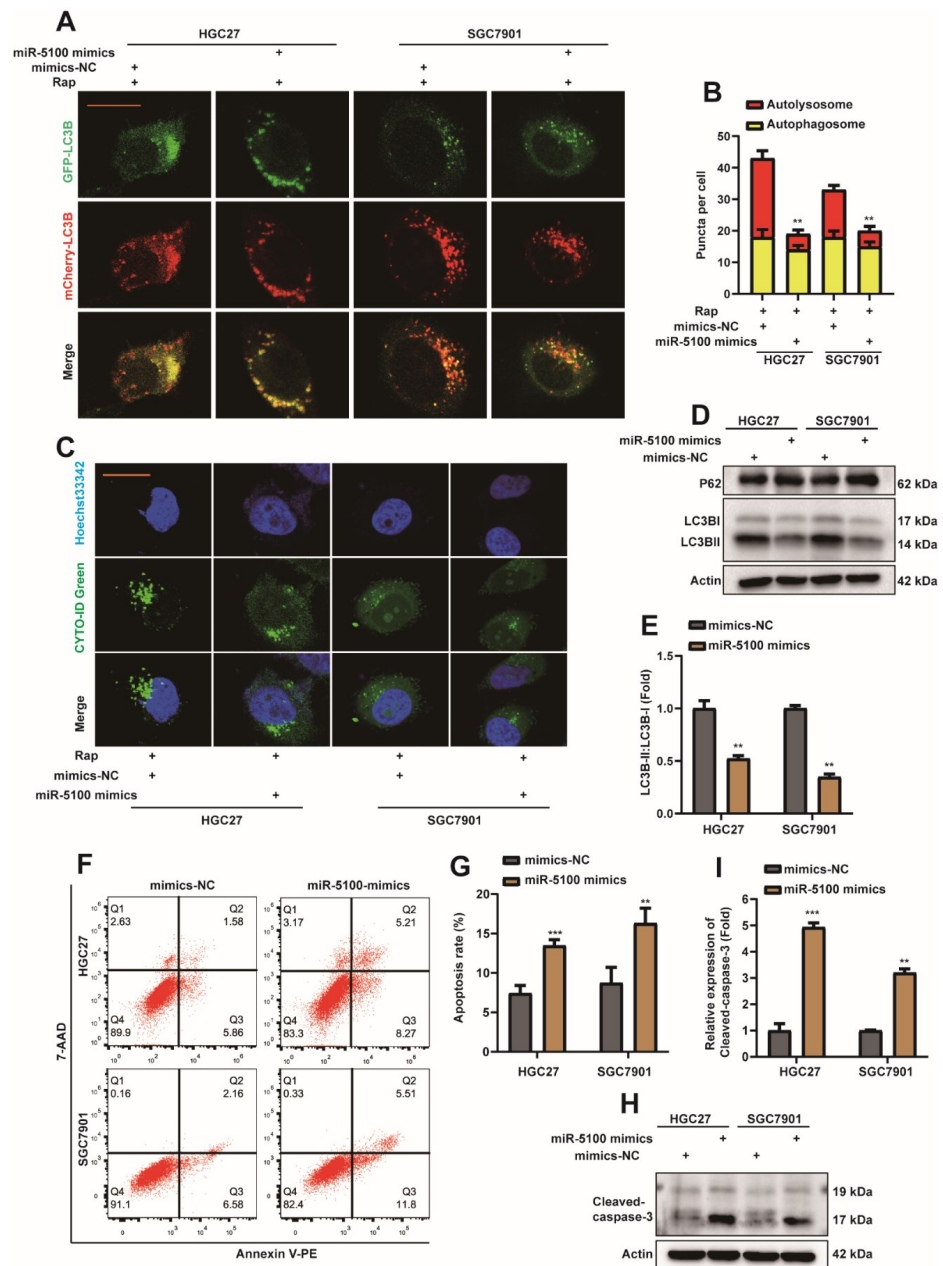 A
HGC27 SGC7901
miR-5100 mimics + +
mimics-NC + +
Rap + + + +
GFP-LC3B
mCherry-LC3B
Merge
B
Autolysosome
Autophagosome
Puncta per cell
50
40
30
20
10
0
** **
Rap + + + +
mimics-NC + +
miR-5100 mimics + +
HGC27 SGC7901
C
Hoechst33342
CYTO-ID Green
Merge
Rap + + + +
mimics-NC + +
miR-5100 mimics + +
HGC27 SGC7901
D
HGC27 SGC7901
miR-5100 mimics + +
mimics-NC + +
P62 62 kDa
LC3BI 17 kDa
LC3BII 14 kDa
Actin 42 kDa
E
mimics-NC
miR-5100 mimics
LC3B-II:LC3B-I (Fold)
1.5
1.0
0.5
0.0
** **
HGC27 SGC7901
F
mimics-NC miR-5100-mimics
7-AAD
HGC27
Q1 2.63
Q2 1.58
Q4 89.9
Q3 5.86
Q1 3.17
Q2 5.21
Q4 83.3
Q3 8.27
SGC7901
Q1 0.16
Q2 2.16
Q4 91.1
Q3 6.58
Q1 0.33
Q2 5.51
Q4 82.4
Q3 11.8
Annexin V-PE
G
mimics-NC
miR-5100 mimics
Apoptosis rate (%)
20
15
10
5
0
*** **
HGC27 SGC7901
I
mimics-NC
miR-5100 mimics
Relative expression of
Cleaved-caspase-3 (Fold)
6
5
4
3
2
1
0
*** **
HGC27 SGC7901
H
HGC27 SGC7901
miR-5100 mimics + +
mimics-NC + +
Cleaved-
caspase-3
19 kDa
17 kDa
Actin 42 kDa